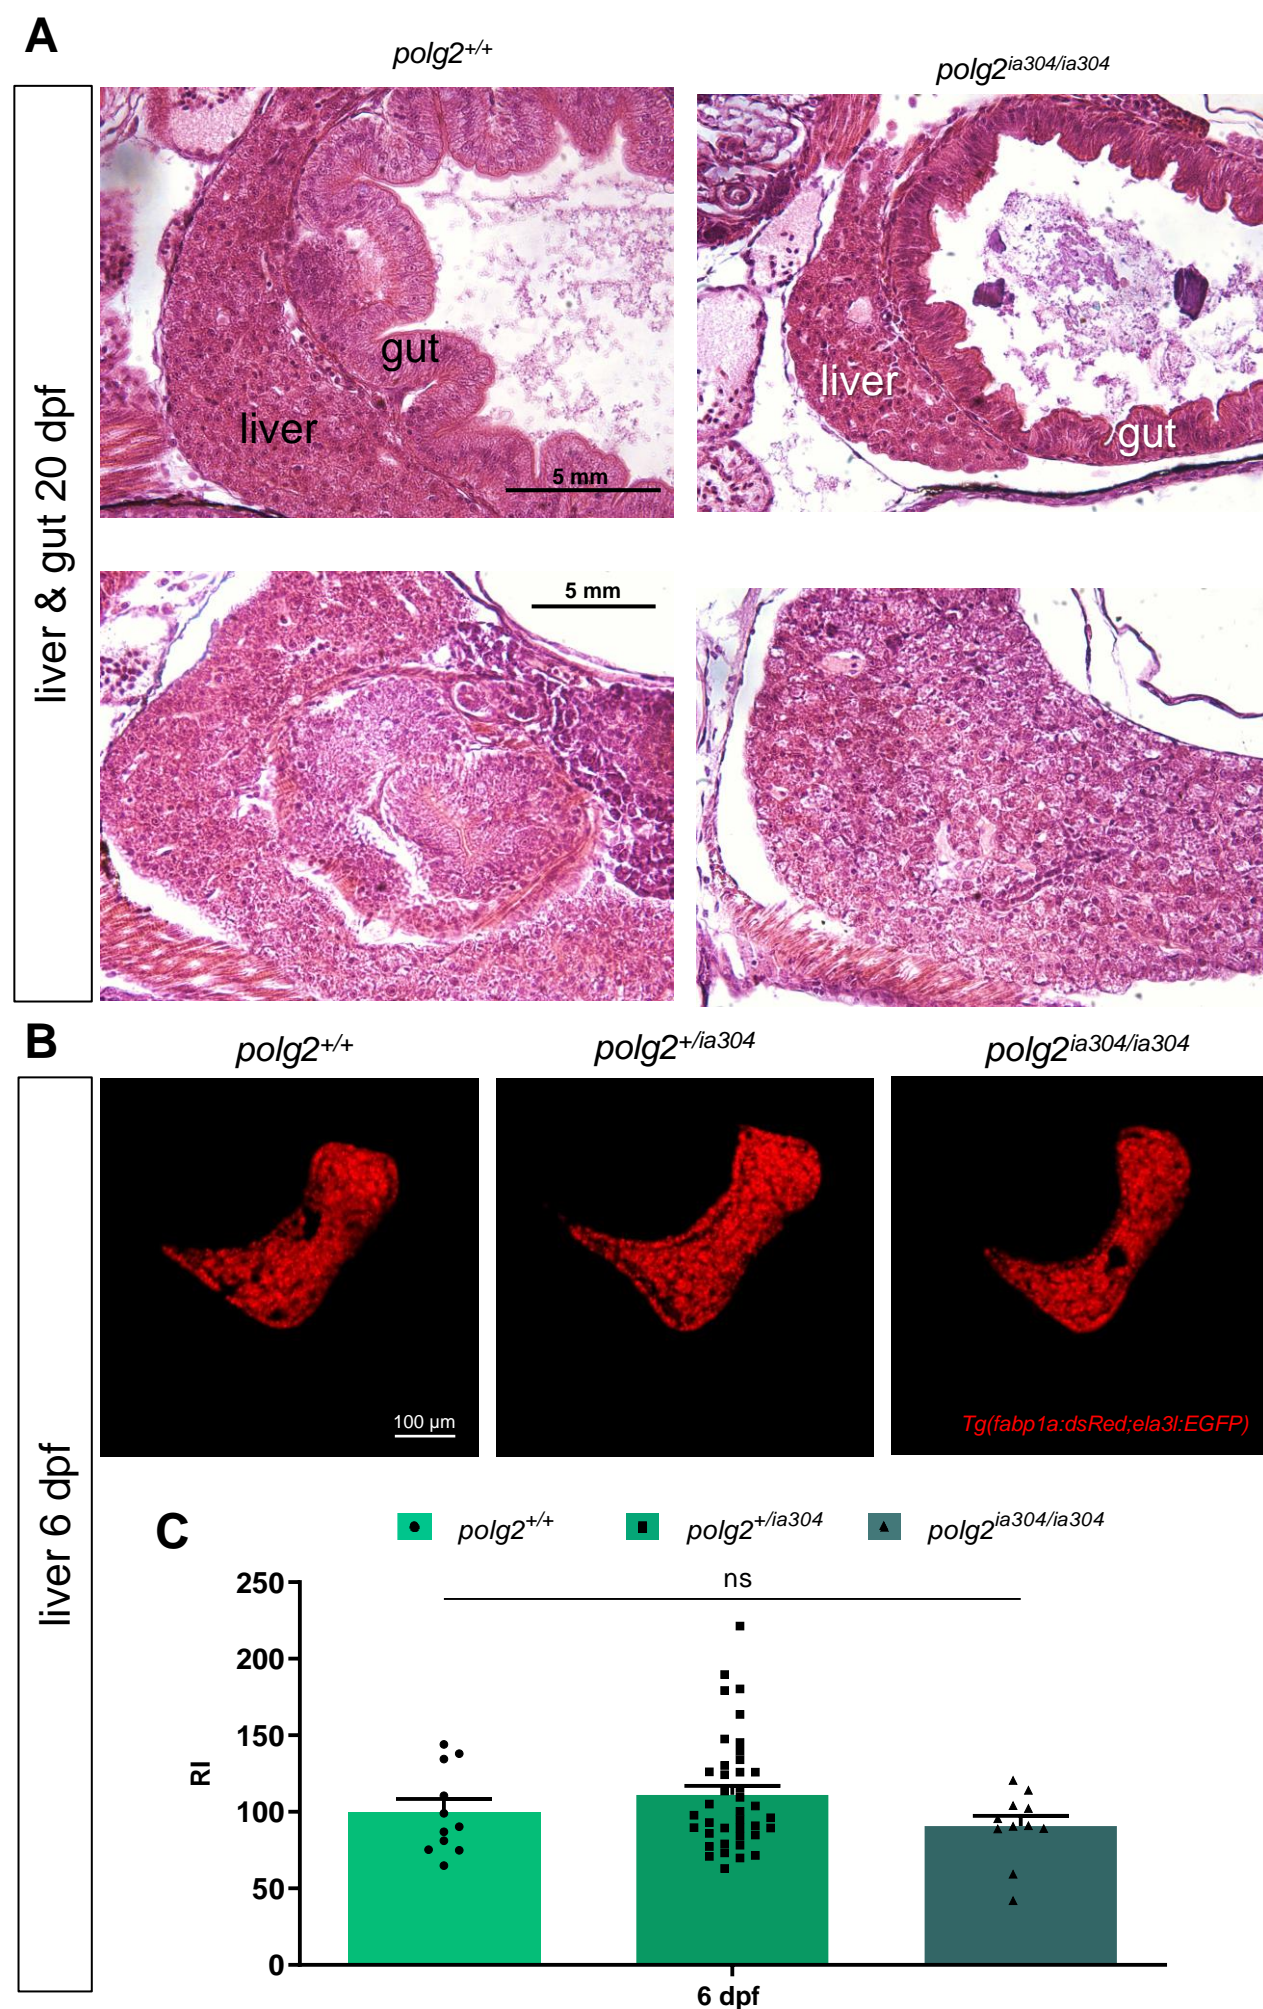 A
polg2+/+
polg2ia304/ia304
liver & gut 20 dpf
gut
liver
5 mm
liver
gut
5 mm
B
polg2+/+
polg2+/ia304
polg2ia304/ia304
liver 6 dpf
100 µm
Tg(fabp1a:dsRed;ela3l:EGFP)
C
polg2+/+
polg2+/ia304
polg2ia304/ia304
ns
250
200
150
100
50
0
RI
6 dpf